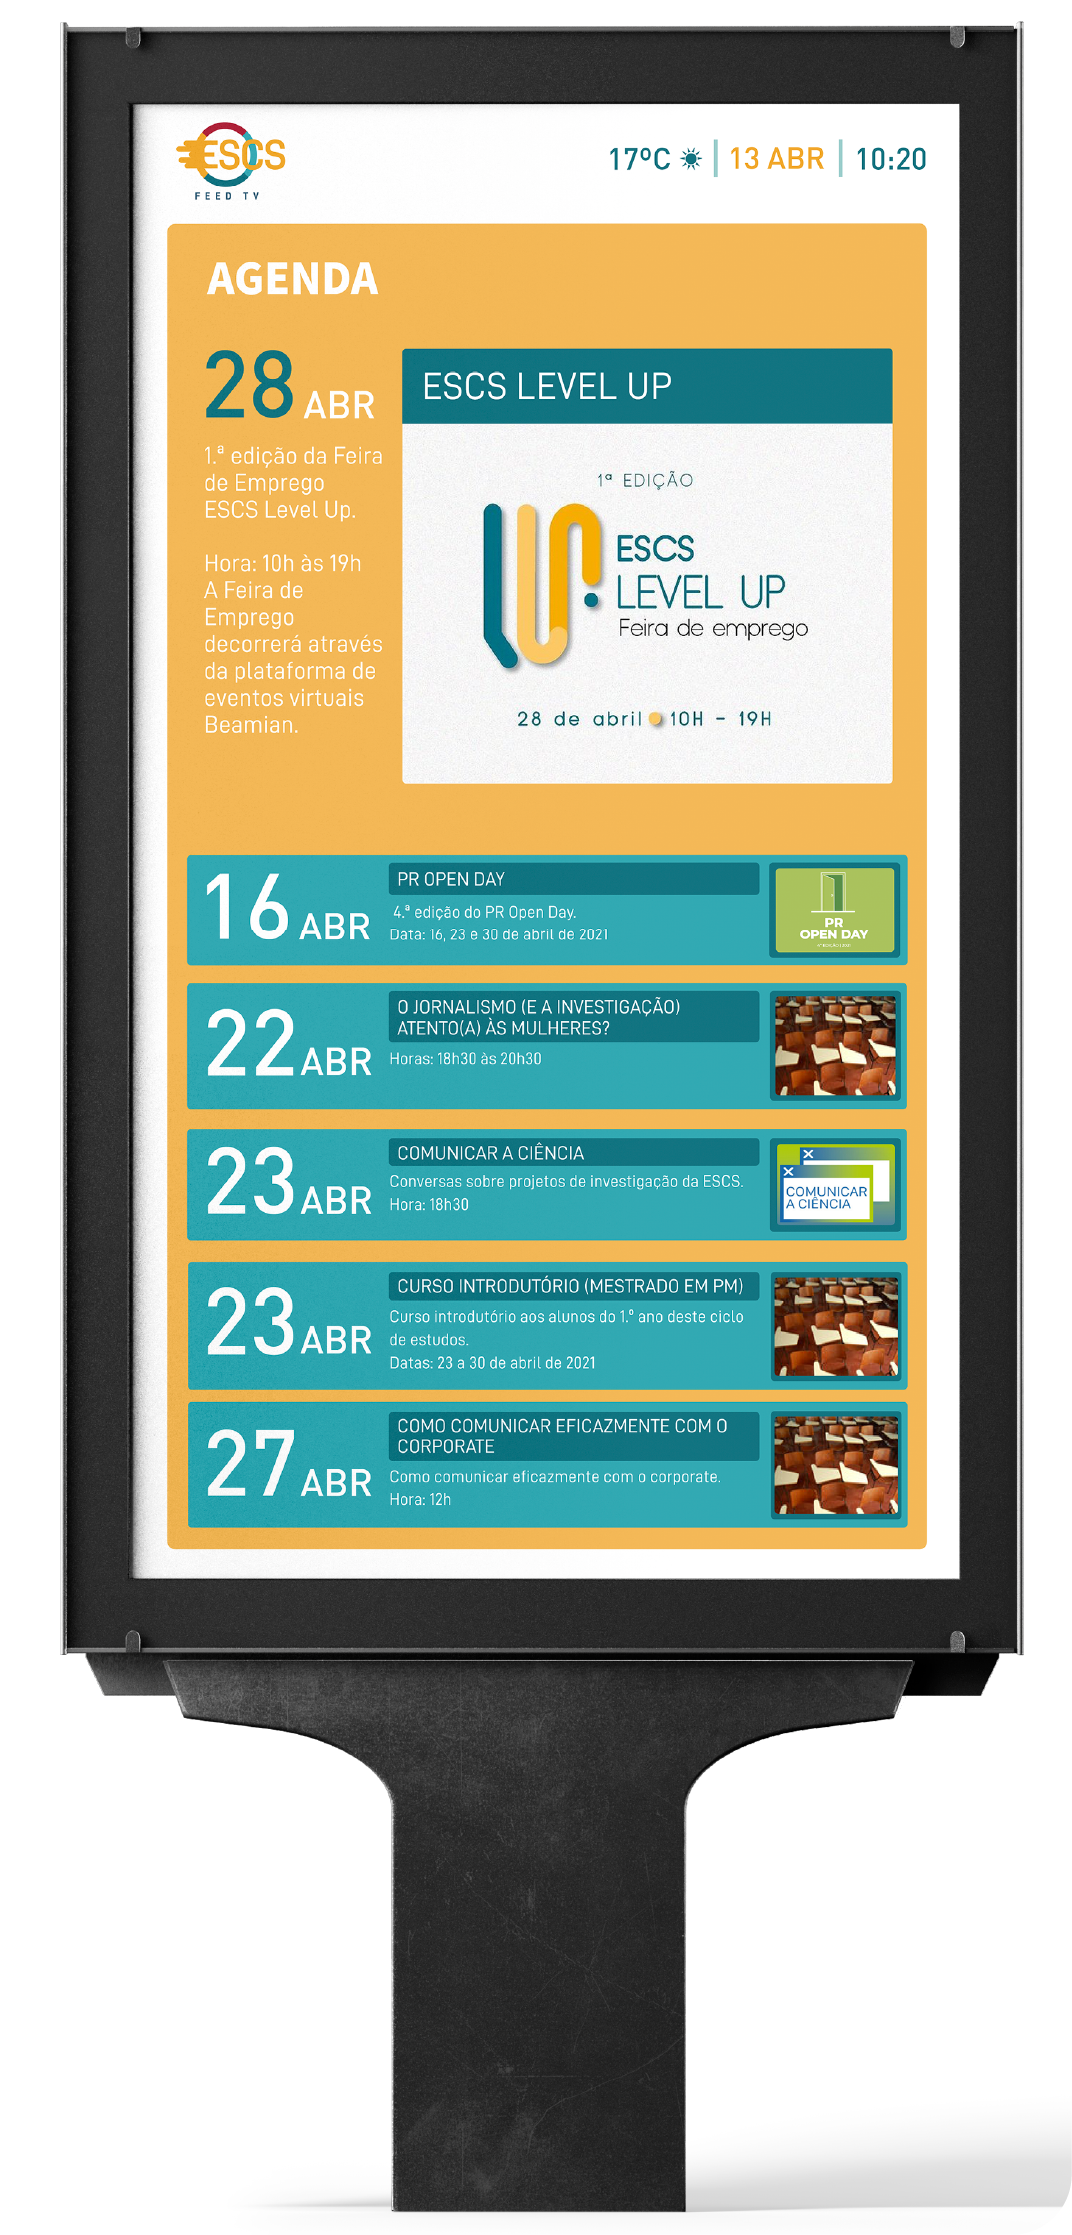 ESCS
FEED TV
17ºC | 13 ABR | 10:20
AGENDA
28 ABR
1.ª edição da Feira
de Emprego
ESCS Level Up.
Hora: 10h às 19h
A Feira de
Emprego
decorrerá através
da plataforma de
eventos virtuais
Beamian.
ESCS LEVEL UP
1ª EDIÇÃO
ESCS
LEVEL UP
Feira de emprego
28 de abril 10H - 19H
16 ABR
PR OPEN DAY
4.ª edição do PR Open Day.
Data: 16, 23 e 30 de abril de 2021
PR
OPEN DAY
22 ABR
O JORNALISMO (E A INVESTIGAÇÃO)
ATENTO(A) ÀS MULHERES?
Horas: 18h30 às 20h30
23 ABR
COMUNICAR A CIÊNCIA
Conversas sobre projetos de investigação da ESCS.
Hora: 18h30
COMUNICAR
A CIÊNCIA
23 ABR
CURSO INTRODUTÓRIO (MESTRADO EM PM)
Curso introdutório aos alunos do 1.º ano deste ciclo
de estudos.
Datas: 23 a 30 de abril de 2021
27 ABR
COMO COMUNICAR EFICAZMENTE COM O
CORPORATE
Como comunicar eficazmente com o corporate.
Hora: 12h